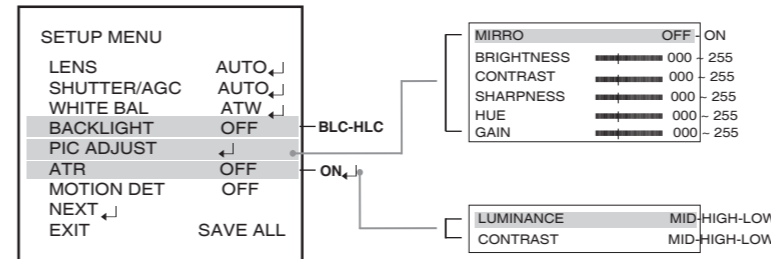 SETUP MENU
LENS AUTO↵
SHUTTER/AGC AUTO↵
WHITE BAL ATW ↵
BACKLIGHT OFF
PIC ADJUST ↵
ATR OFF
MOTION DET OFF
NEXT ↵
EXIT SAVE ALL
BLC-HLC
ON↵
MIRRO OFF - ON
BRIGHTNESS 000 ~ 255
CONTRAST 000 ~ 255
SHARPNESS 000 ~ 255
HUE 000 ~ 255
GAIN 000 ~ 255
LUMINANCE MID-HIGH-LOW
CONTRAST MID-HIGH-LOW